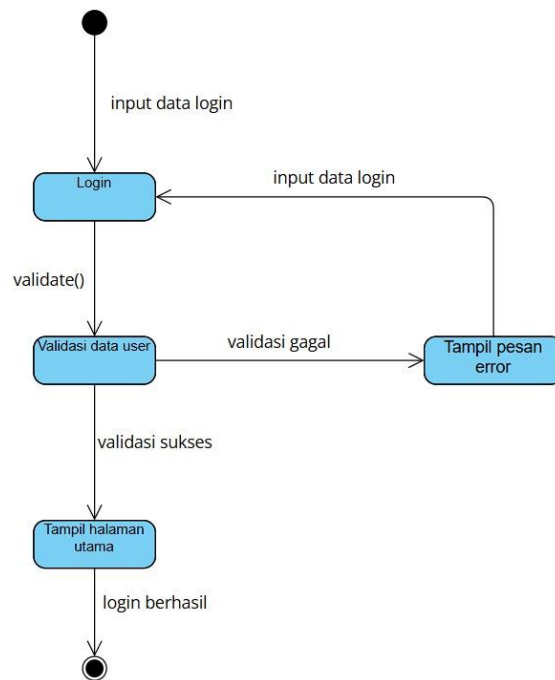 input data login
Login
input data login
validate()
Validasi data user
validasi gagal
Tampil pesan
error
validasi sukses
Tampil halaman
utama
login berhasil